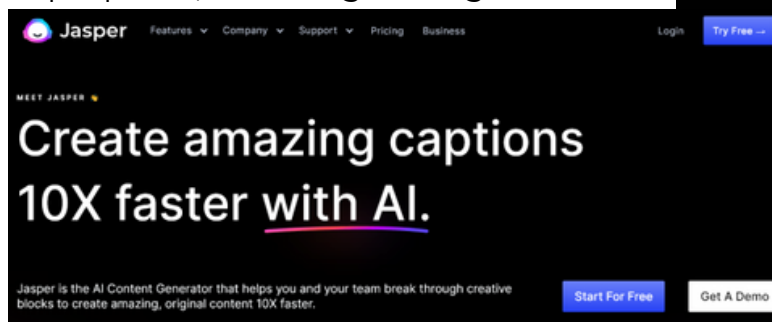 Jasper Features Company Support Pricing Business Login Try Free →
MEET JASPER 👋
Create amazing captions
10X faster with AI.
Jasper is the AI Content Generator that helps you and your team break through creative
blocks to create amazing, original content 10X faster.
Start For Free Get A Demo